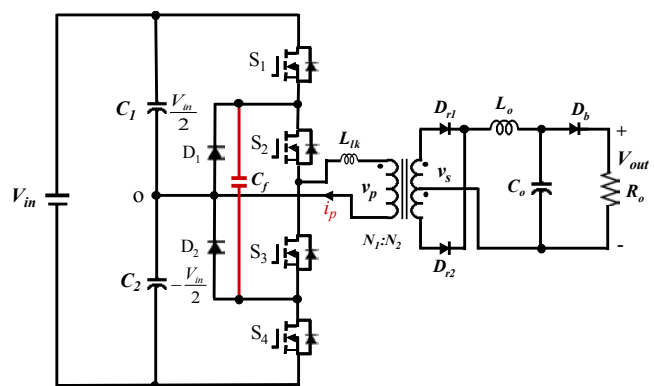 S1
C1
Vin/2
Dr1
Lo
Db
S2
Llk
D1
+
Cf
vp
vs
Vout
Vin
o
Co
Ro
ip
D2
N1:N2
S3
-
C2
-Vin/2
Dr2
S4